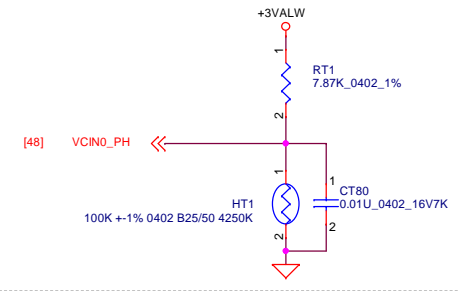 +3VALW
1
RT1
7.87K_0402_1%
2
[48] VCIN0_PH
1
HT1
100K +-1% 0402 B25/50 4250K
2
1
CT80
0.01U_0402_16V7K
2